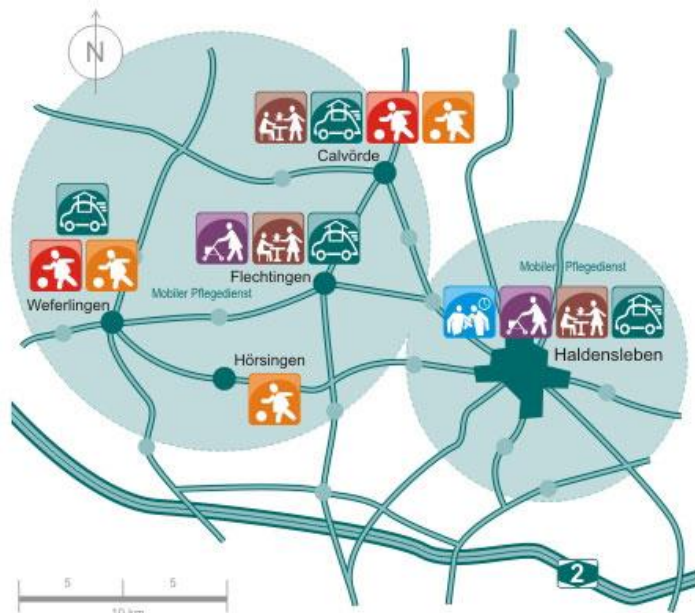 N
Calvörde
Flechtingen
Weferlingen
Mobiler Pflegedienst
Mobiler Pflegedienst
Haldensleben
Hörsingen
2
5 5
10 km